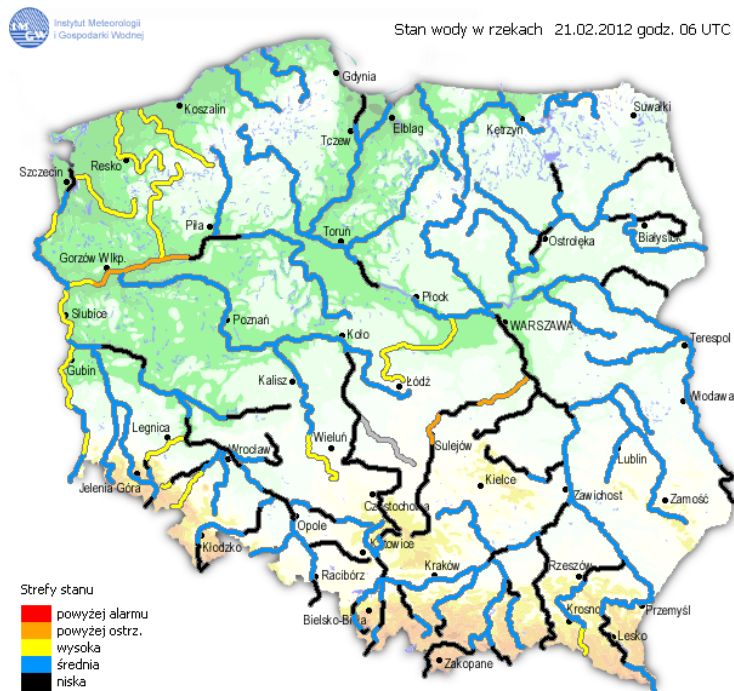 IMGW
Instytut Meteorologii
i Gospodarki Wodnej
Stan wody w rzekach 21.02.2012 godz. 06 UTC
Gdynia
Koszalin
Suwałki
Elbląg
Kętrzyn
Tczew
Resko
Szczecin
Piła
Toruń
Ostrołęka
Białystok
Gorzów Wlkp.
Płock
Słubice
Poznań
Koło
WARSZAWA
Terespol
Gubin
Kalisz
Łódź
Włodawa
Legnica
Wrocław
Wieluń
Sulejów
Lublin
Jelenia Góra
Kielce
Zawichost
Zamość
Częstochowa
Opole
Kłodzko
Katowice
Racibórz
Kraków
Rzeszów
Bielsko-Biała
Krosno
Przemyśl
Lesko
Zakopane
Strefy stanu
powyżej alarmu
powyżej ostrz.
wysoka
średnia
niska